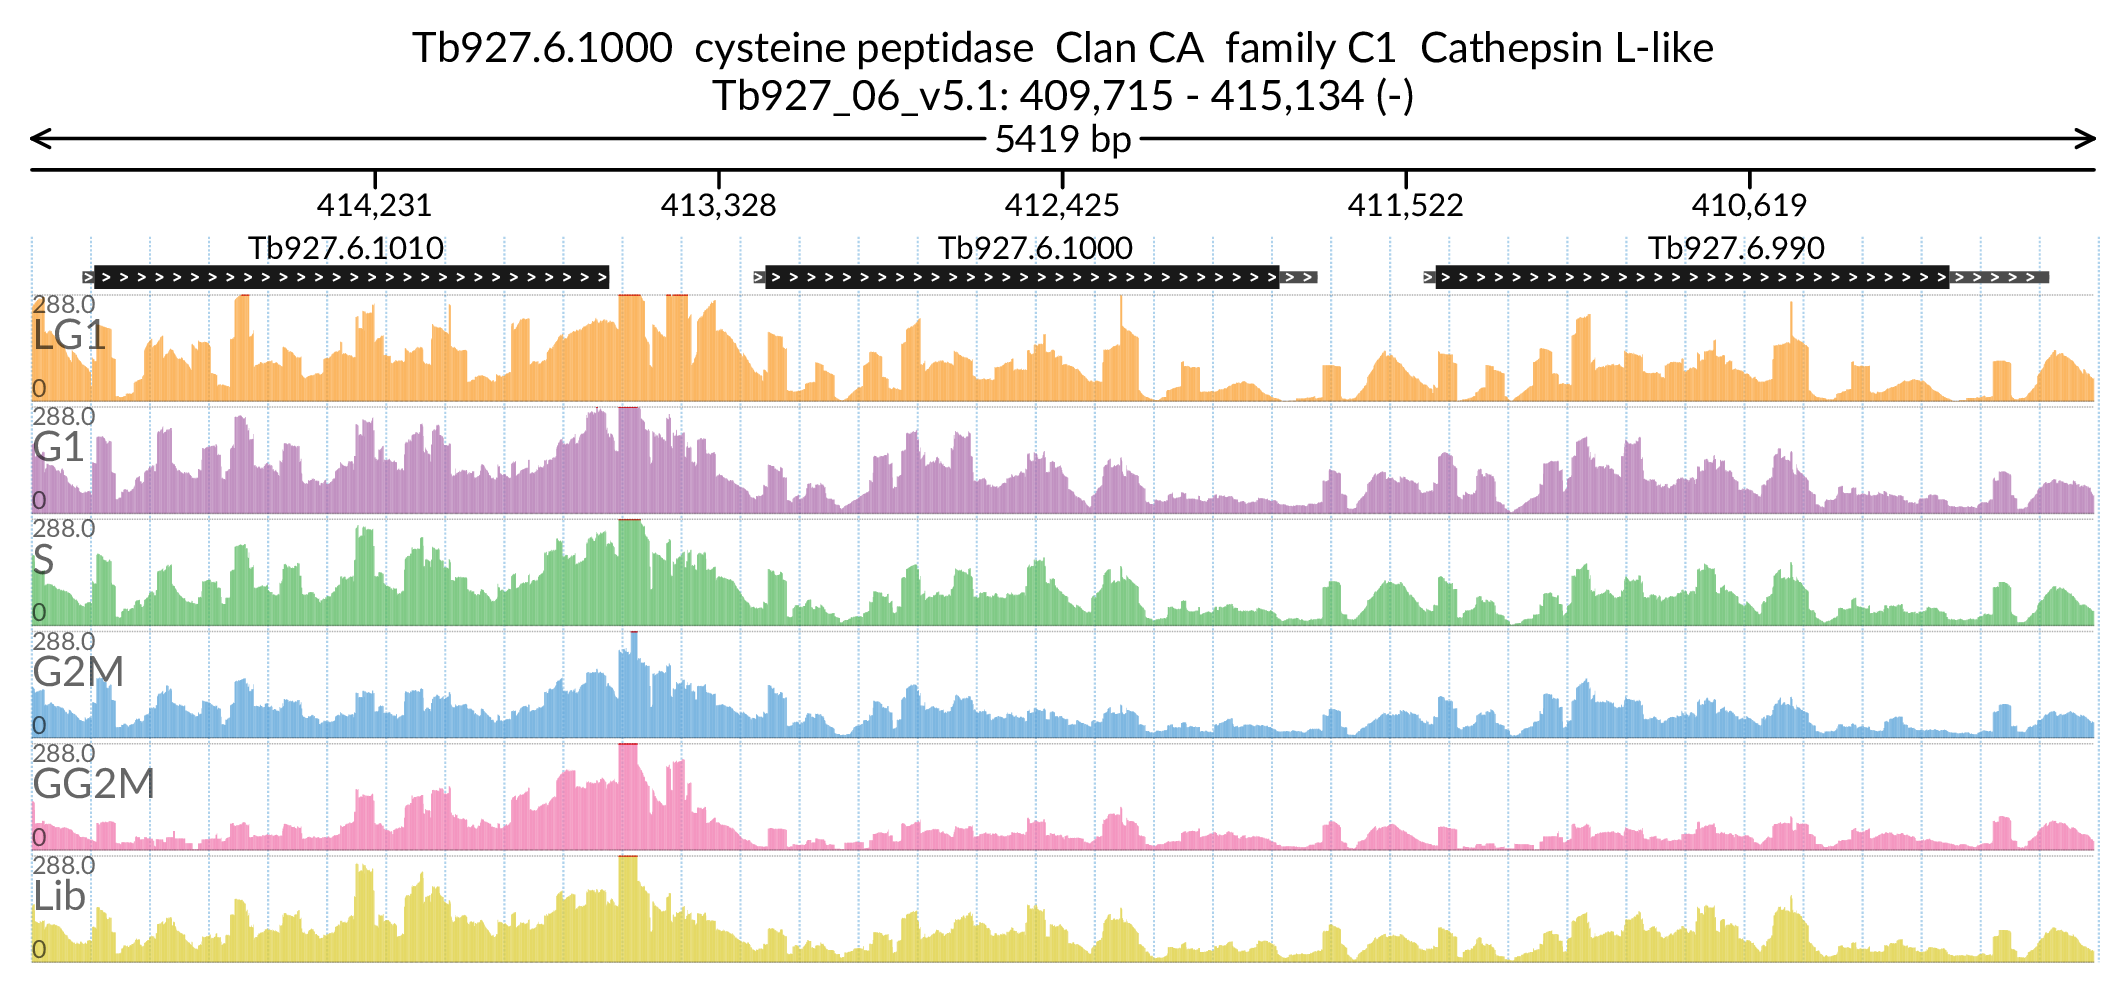 Tb927.6.1000 cysteine peptidase Clan CA family C1 Cathepsin L-like
Tb927_06_v5.1: 409,715 - 415,134 (-)
5419 bp
414,231 413,328 412,425 411,522 410,619
Tb927.6.1010 Tb927.6.1000 Tb927.6.990
288.0
LG1
0
288.0
G1
0
288.0
S
0
288.0
G2M
0
288.0
GG2M
0
288.0
Lib
0